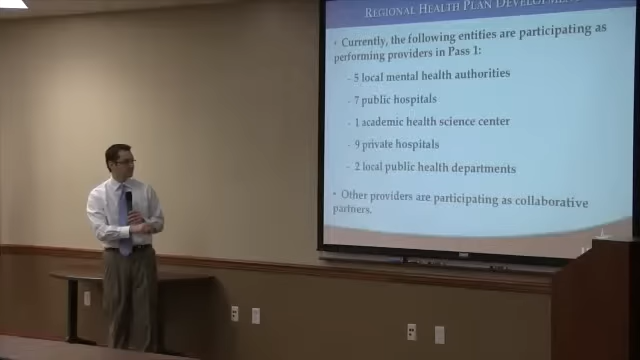 REGIONAL HEALTH PLAN DEVELOPMENT
• Currently, the following entities are participating as
performing providers in Pass 1:
- 5 local mental health authorities
- 7 public hospitals
- 1 academic health science center
- 9 private hospitals
- 2 local public health departments
• Other providers are participating as collaborative
partners.